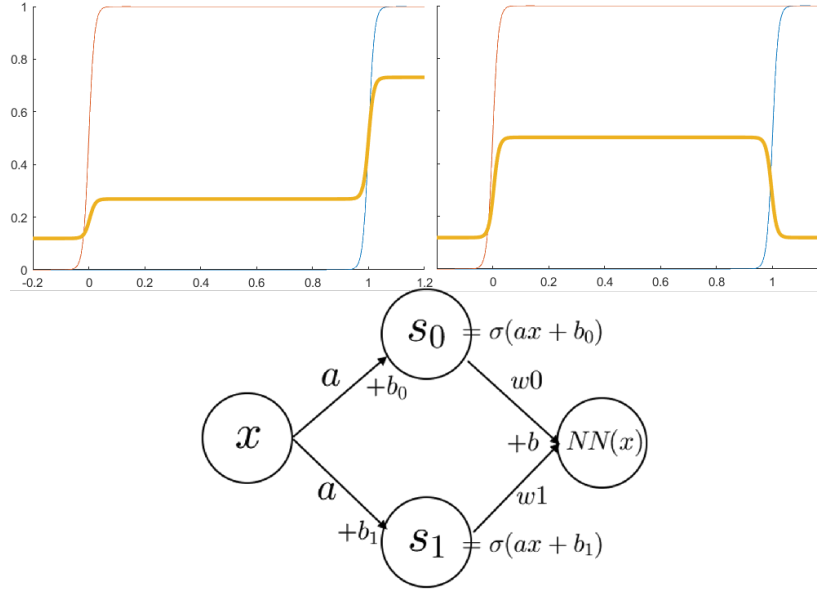 1
0.8
0.6
0.4
0.2
0
-0.2 0 0.2 0.4 0.6 0.8 1 1.2
0 0.2 0.4 0.6 0.8 1
s₀ = σ(ax + b₀)
a
+b₀
w0
x
+b
NN(x)
a
w1
+b₁
s₁ = σ(ax + b₁)